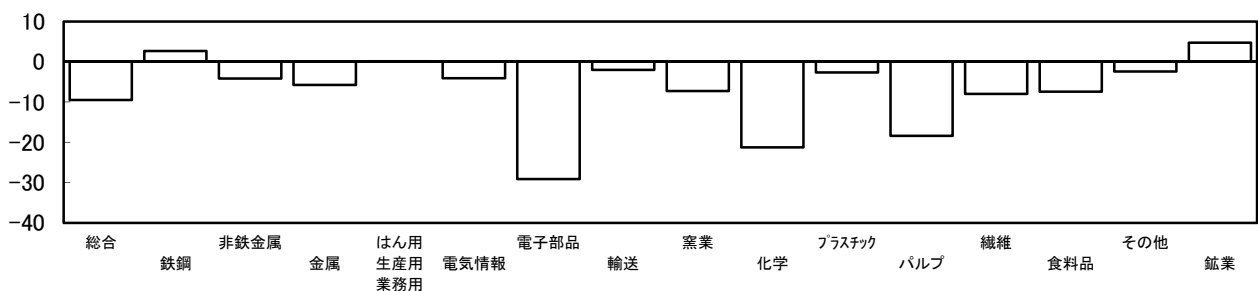 10
0
-10
-20
-30
-40
総合
鉄鋼
非鉄金属
金属
はん用
生産用
業務用
電気情報
電子部品
輸送
窯業
化学
プラスチック
パルプ
繊維
食料品
その他
鉱業